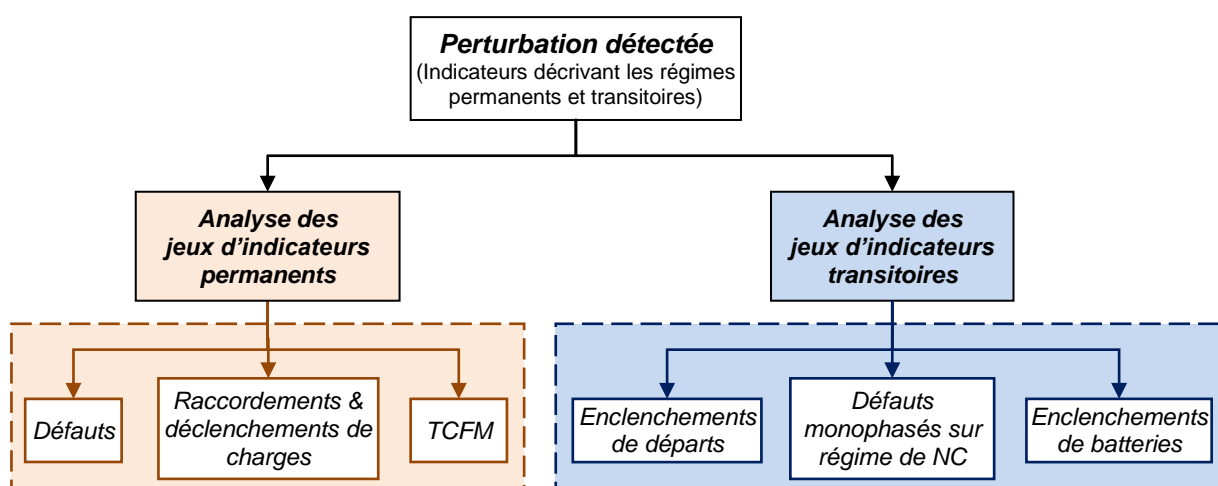 Perturbation détectée
(Indicateurs décrivant les régimes
permanents et transitoires)
Analyse des
jeux d’indicateurs
permanents
Analyse des
jeux d’indicateurs
transitoires
Défauts
Raccordements &
déclenchements de
charges
TCFM
Enclenchements
de départs
Défauts
monophasés sur
régime de NC
Enclenchements
de batteries